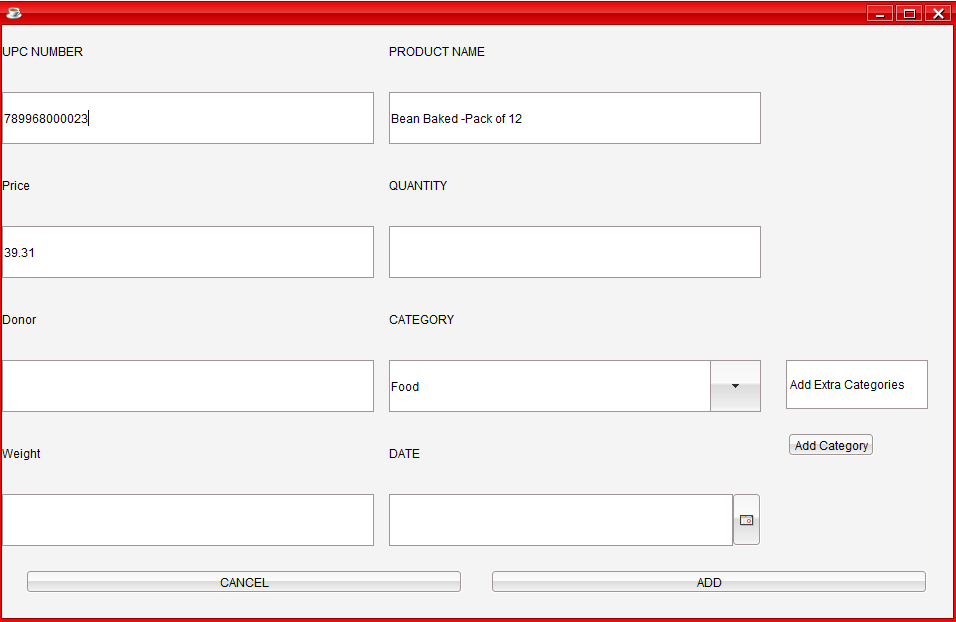 UPC NUMBER
PRODUCT NAME
789968000023
Bean Baked -Pack of 12
Price
QUANTITY
39.31
Donor
CATEGORY
Food
Add Extra Categories
Add Category
Weight
DATE
CANCEL
ADD